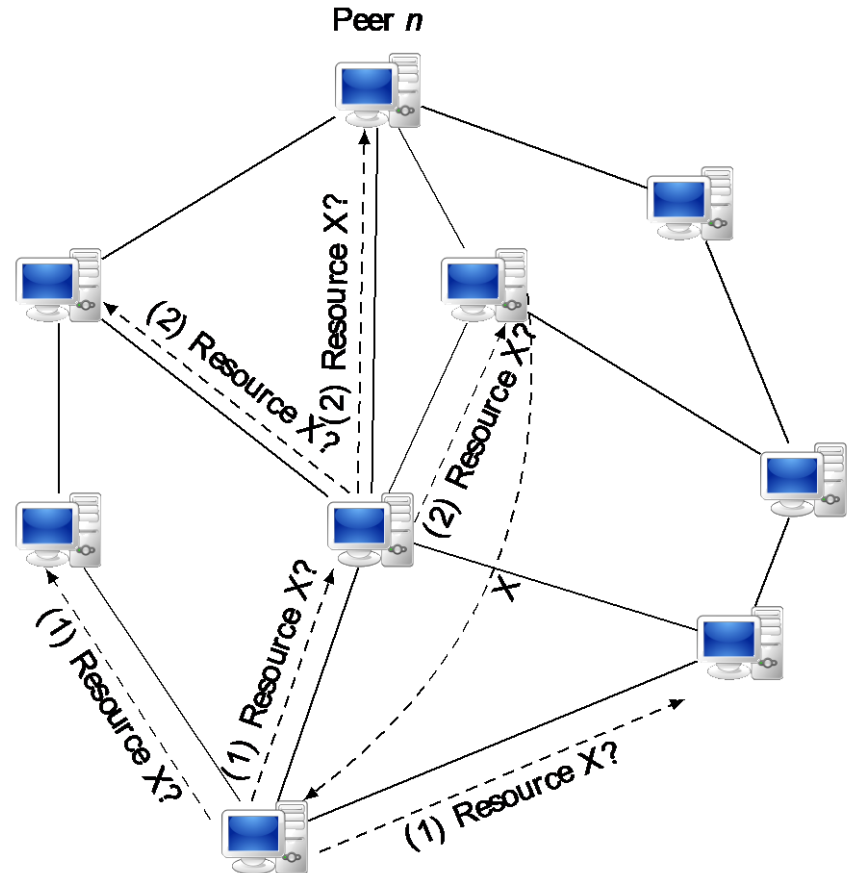 Peer n
(2) Resource X?
(2) Resource X?
(2) Resource X?
X
(1) Resource X?
(1) Resource X?
(1) Resource X?